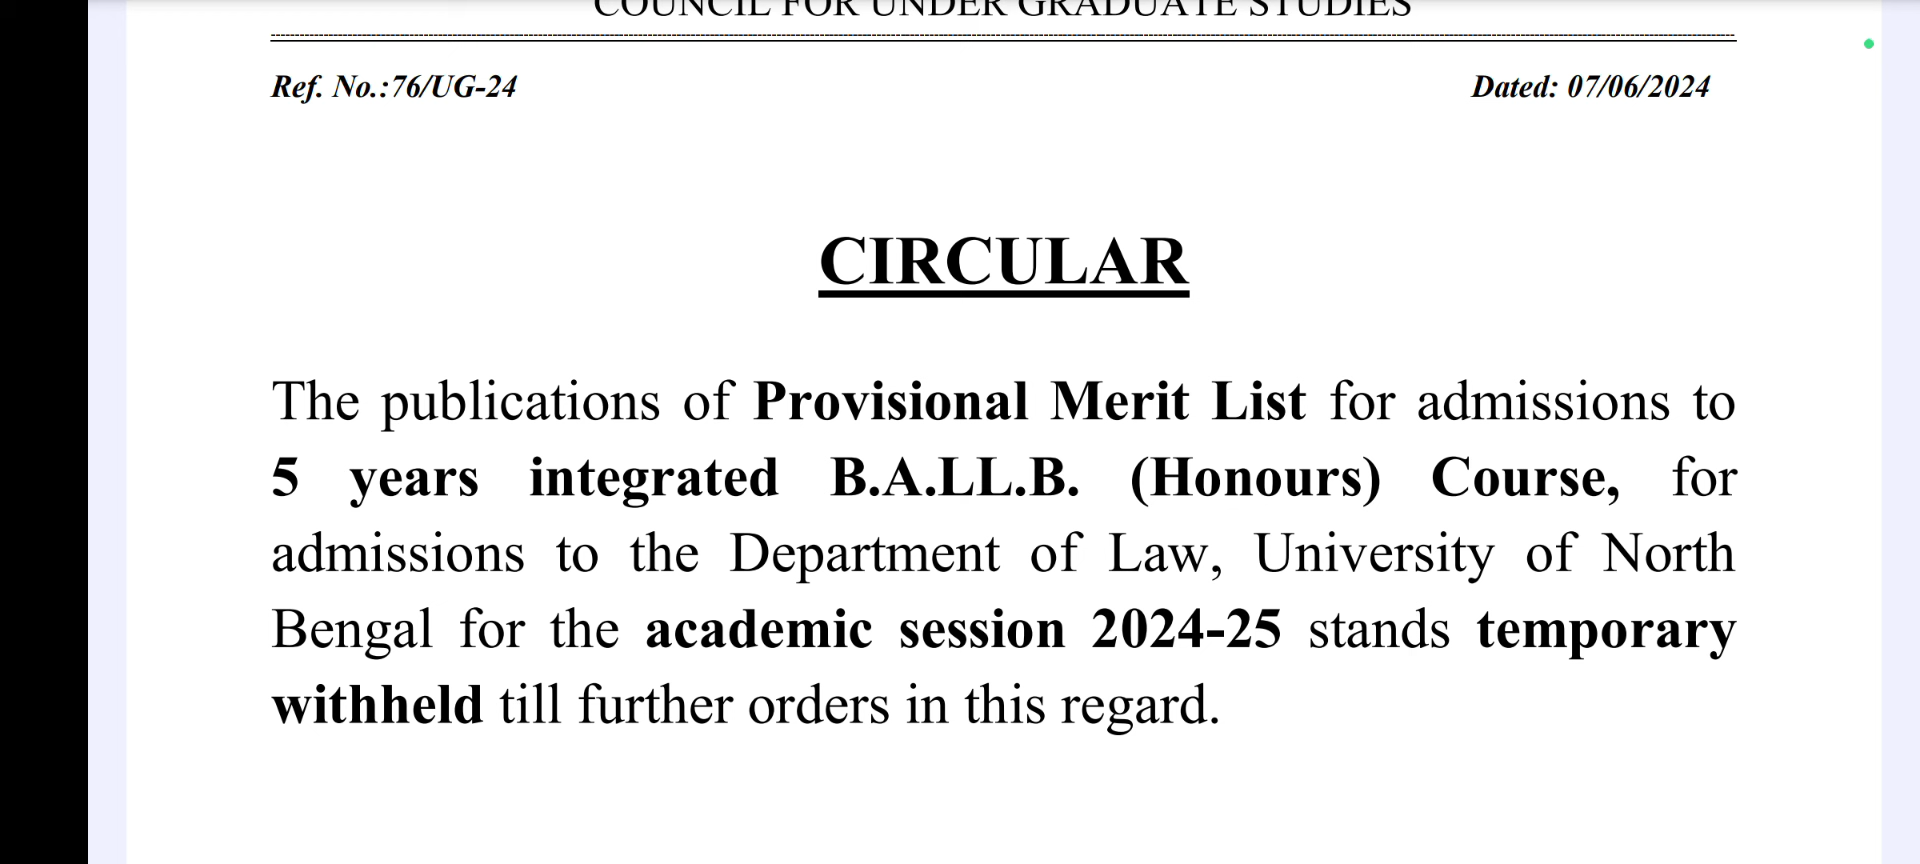 COUNCIL FOR UNDER GRADUATE STUDIES
Ref. No.:76/UG-24
Dated: 07/06/2024
CIRCULAR
The publications of Provisional Merit List for admissions to
5 years integrated B.A.LL.B. (Honours) Course, for
admissions to the Department of Law, University of North
Bengal for the academic session 2024-25 stands temporary
withheld till further orders in this regard.